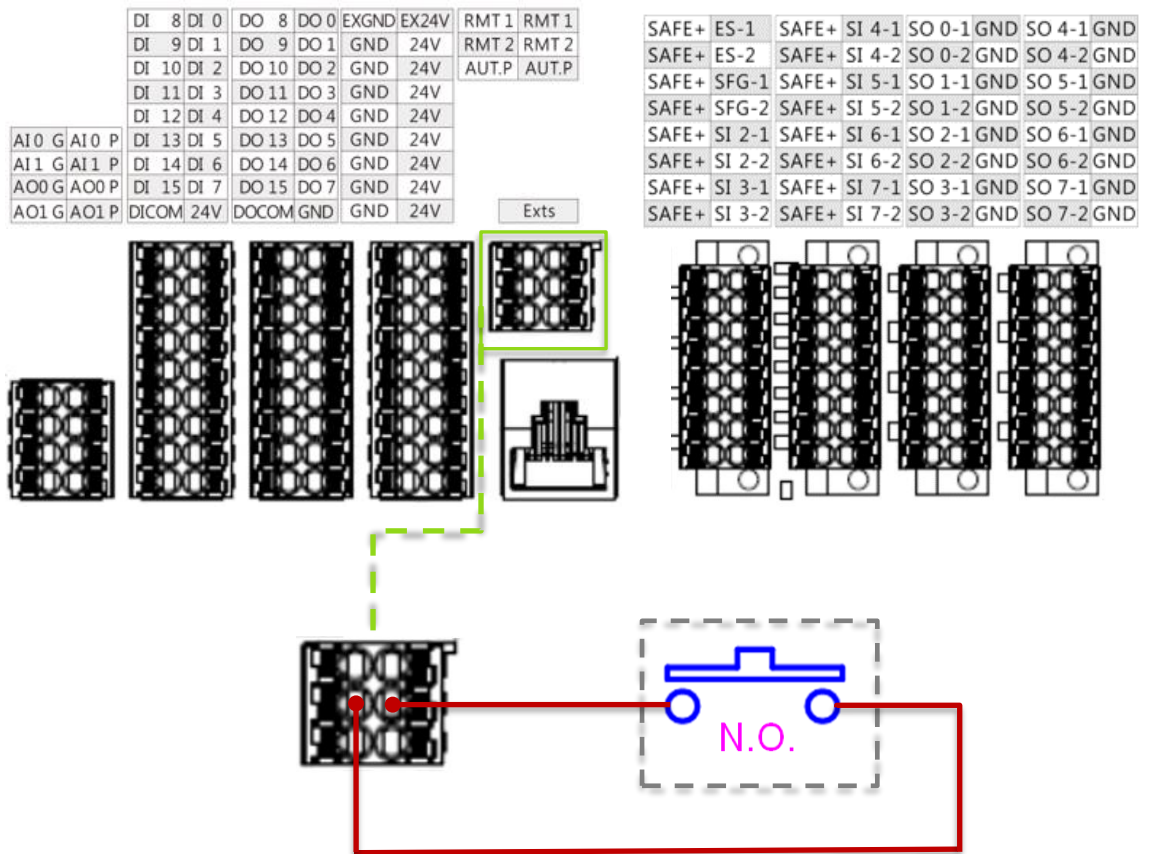 DI 8 DI 0 DO 8 DO 0 EXGND EX24V RMT 1 RMT 1
DI 9 DI 1 DO 9 DO 1 GND 24V RMT 2 RMT 2
DI 10 DI 2 DO 10 DO 2 GND 24V AUT.P AUT.P
DI 11 DI 3 DO 11 DO 3 GND 24V
DI 12 DI 4 DO 12 DO 4 GND 24V
AI 0 G AI 0 P DI 13 DI 5 DO 13 DO 5 GND 24V
AI 1 G AI 1 P DI 14 DI 6 DO 14 DO 6 GND 24V
AO0 G AO0 P DI 15 DI 7 DO 15 DO 7 GND 24V
AO1 G AO1 P DICOM 24V DOCOM GND GND 24V Exts
SAFE+ ES-1 SAFE+ SI 4-1 SO 0-1 GND SO 4-1 GND
SAFE+ ES-2 SAFE+ SI 4-2 SO 0-2 GND SO 4-2 GND
SAFE+ SFG-1 SAFE+ SI 5-1 SO 1-1 GND SO 5-1 GND
SAFE+ SFG-2 SAFE+ SI 5-2 SO 1-2 GND SO 5-2 GND
SAFE+ SI 2-1 SAFE+ SI 6-1 SO 2-1 GND SO 6-1 GND
SAFE+ SI 2-2 SAFE+ SI 6-2 SO 2-2 GND SO 6-2 GND
SAFE+ SI 3-1 SAFE+ SI 7-1 SO 3-1 GND SO 7-1 GND
SAFE+ SI 3-2 SAFE+ SI 7-2 SO 3-2 GND SO 7-2 GND
N.O.